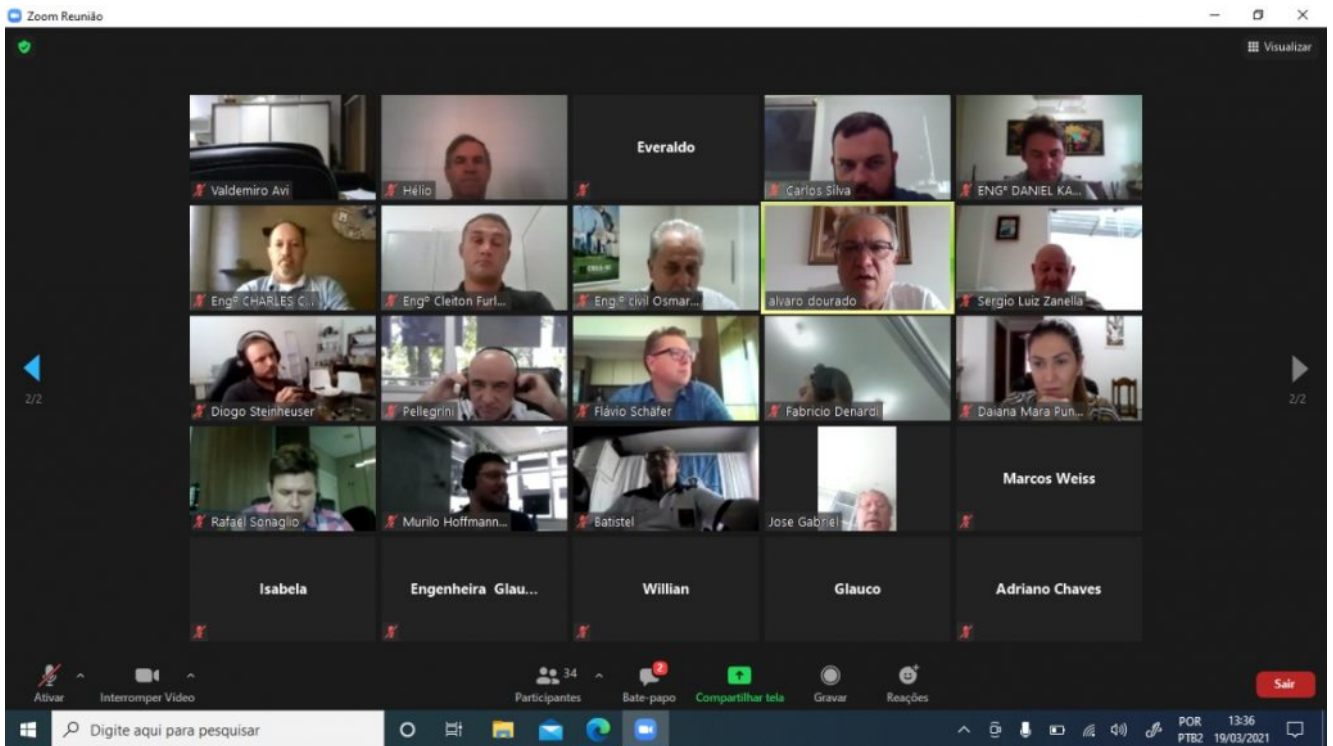 Zoom Reunião
Visualizar
Valdemiro Avi
Hélio
Everaldo
Carlos Silva
ENGº DANIEL KA...
Engº CHARLES C...
Engº Cleiton Furl...
Eng.º civil Osmar...
alvaro dourado
Sergio Luiz Zanella
Diogo Steinheuser
Pellegrini
Flávio Schäfer
Fabricio Denardi
Daiana Mara Pun...
2/2
2/2
Rafael Sonaglio
Murilo Hoffmann...
Batistel
Jose Gabriel
Marcos Weiss
Isabela
Engenheira Glau...
Willian
Glauco
Adriano Chaves
Ativar
Interromper Vídeo
34
Participantes
2
Bate-papo
Compartilhar tela
Gravar
Reações
Sair
Digite aqui para pesquisar
POR
PTB2
13:36
19/03/2021